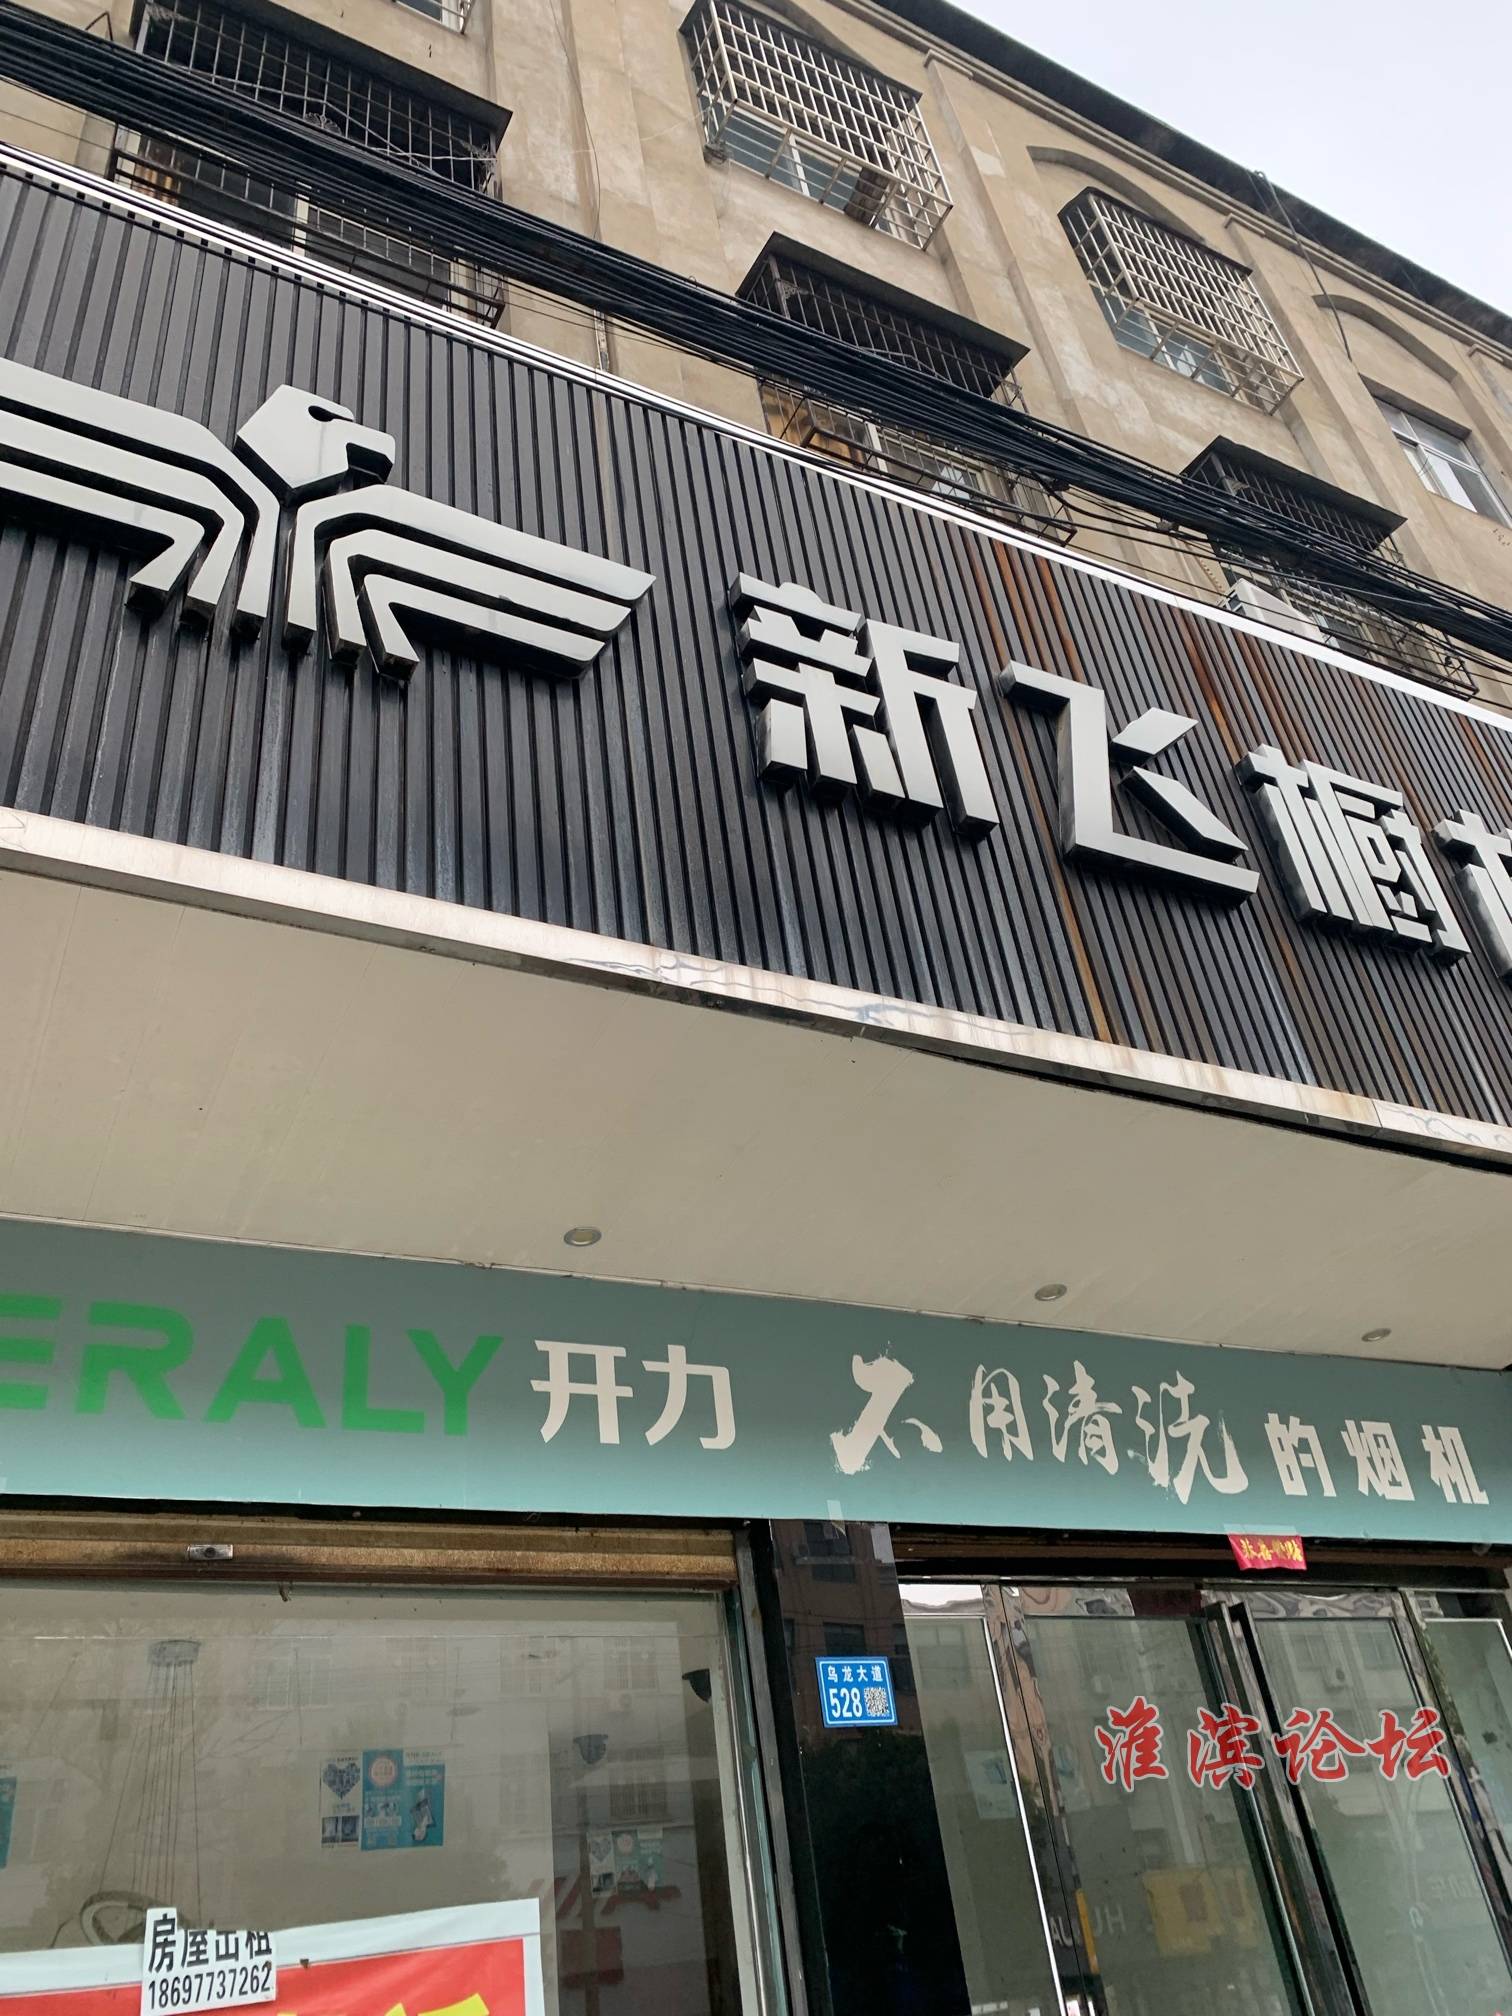 新飞橱
ERALY 开力 不用清洗的烟机
乌龙大道
528
淮滨论坛
房屋出租
18697737262